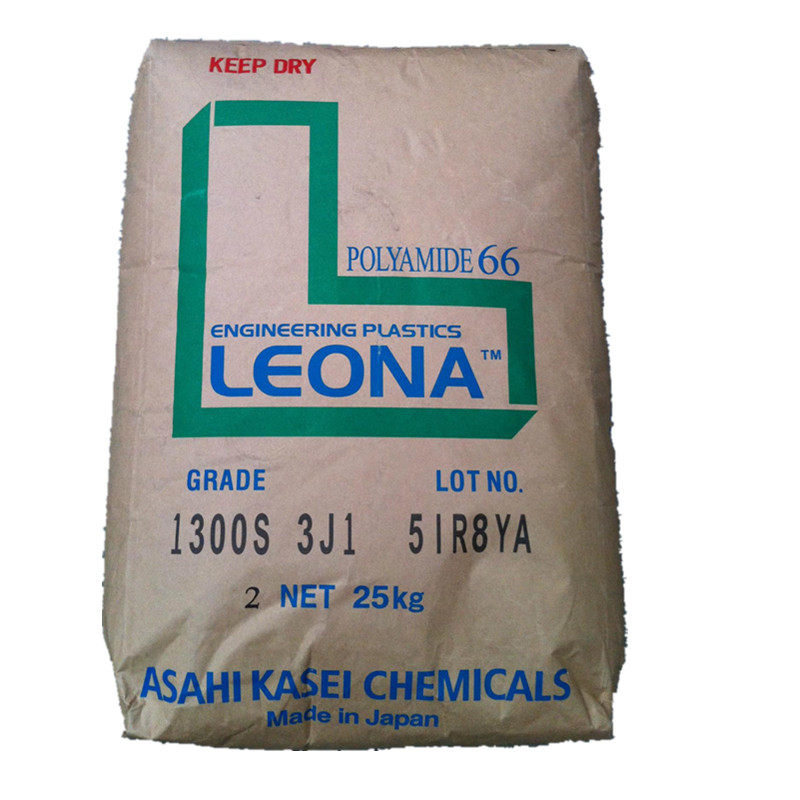 KEEP DRY
POLYAMIDE 66
ENGINEERING PLASTICS
LEONA™
GRADE LOT NO.
1300S 3J1 5IR8YA
2 NET 25kg
ASAHI KASEI CHEMICALS
Made in Japan